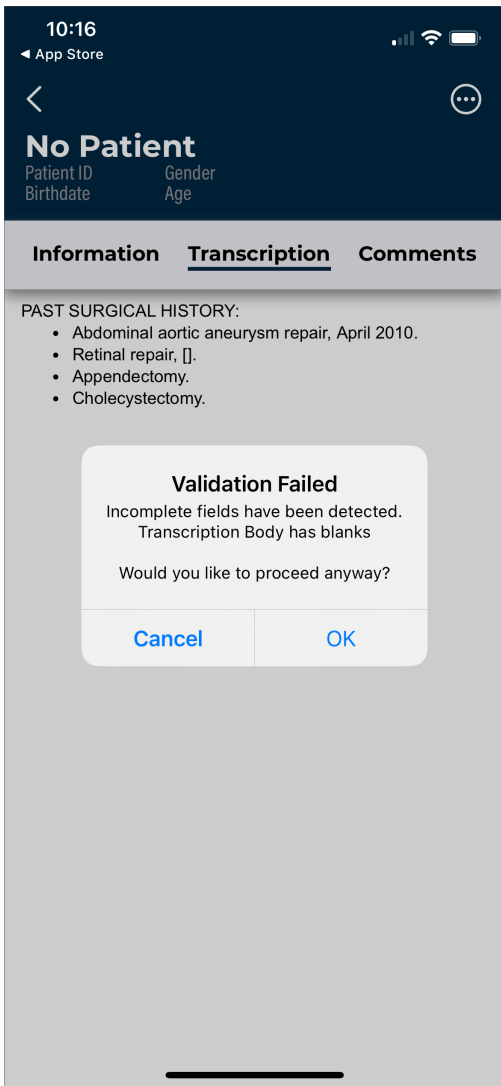 10:16
◀ App Store
No Patient
Patient ID Gender
Birthdate Age
Information Transcription Comments
PAST SURGICAL HISTORY:
• Abdominal aortic aneurysm repair, April 2010.
• Retinal repair, [].
• Appendectomy.
• Cholecystectomy.
Validation Failed
Incomplete fields have been detected.
Transcription Body has blanks
Would you like to proceed anyway?
Cancel OK